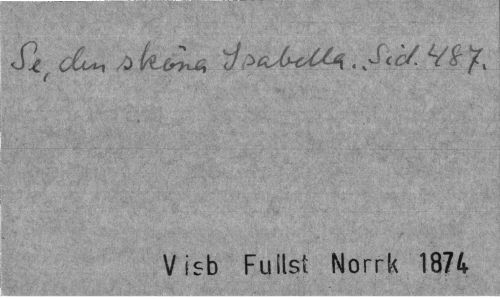 Se, den sköna Isabella.. Sid. 487.
Visb Fullst Norrk 1874